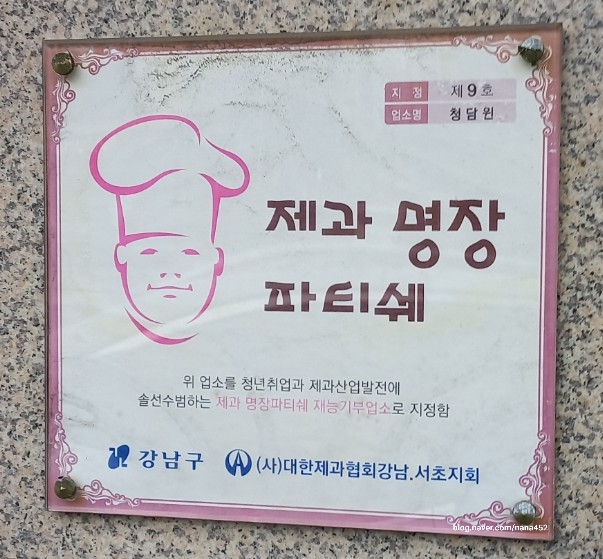 지 정 제 9 호
업소명 청담원
제과 명장
파티쉐
위 업소를 청년취업과 제과산업발전에
솔선수범하는 제과 명장파티쉐 재능기부업소로 지정함
강남구 (사)대한제과협회강남.서초지회
blog.naver.com/nana452